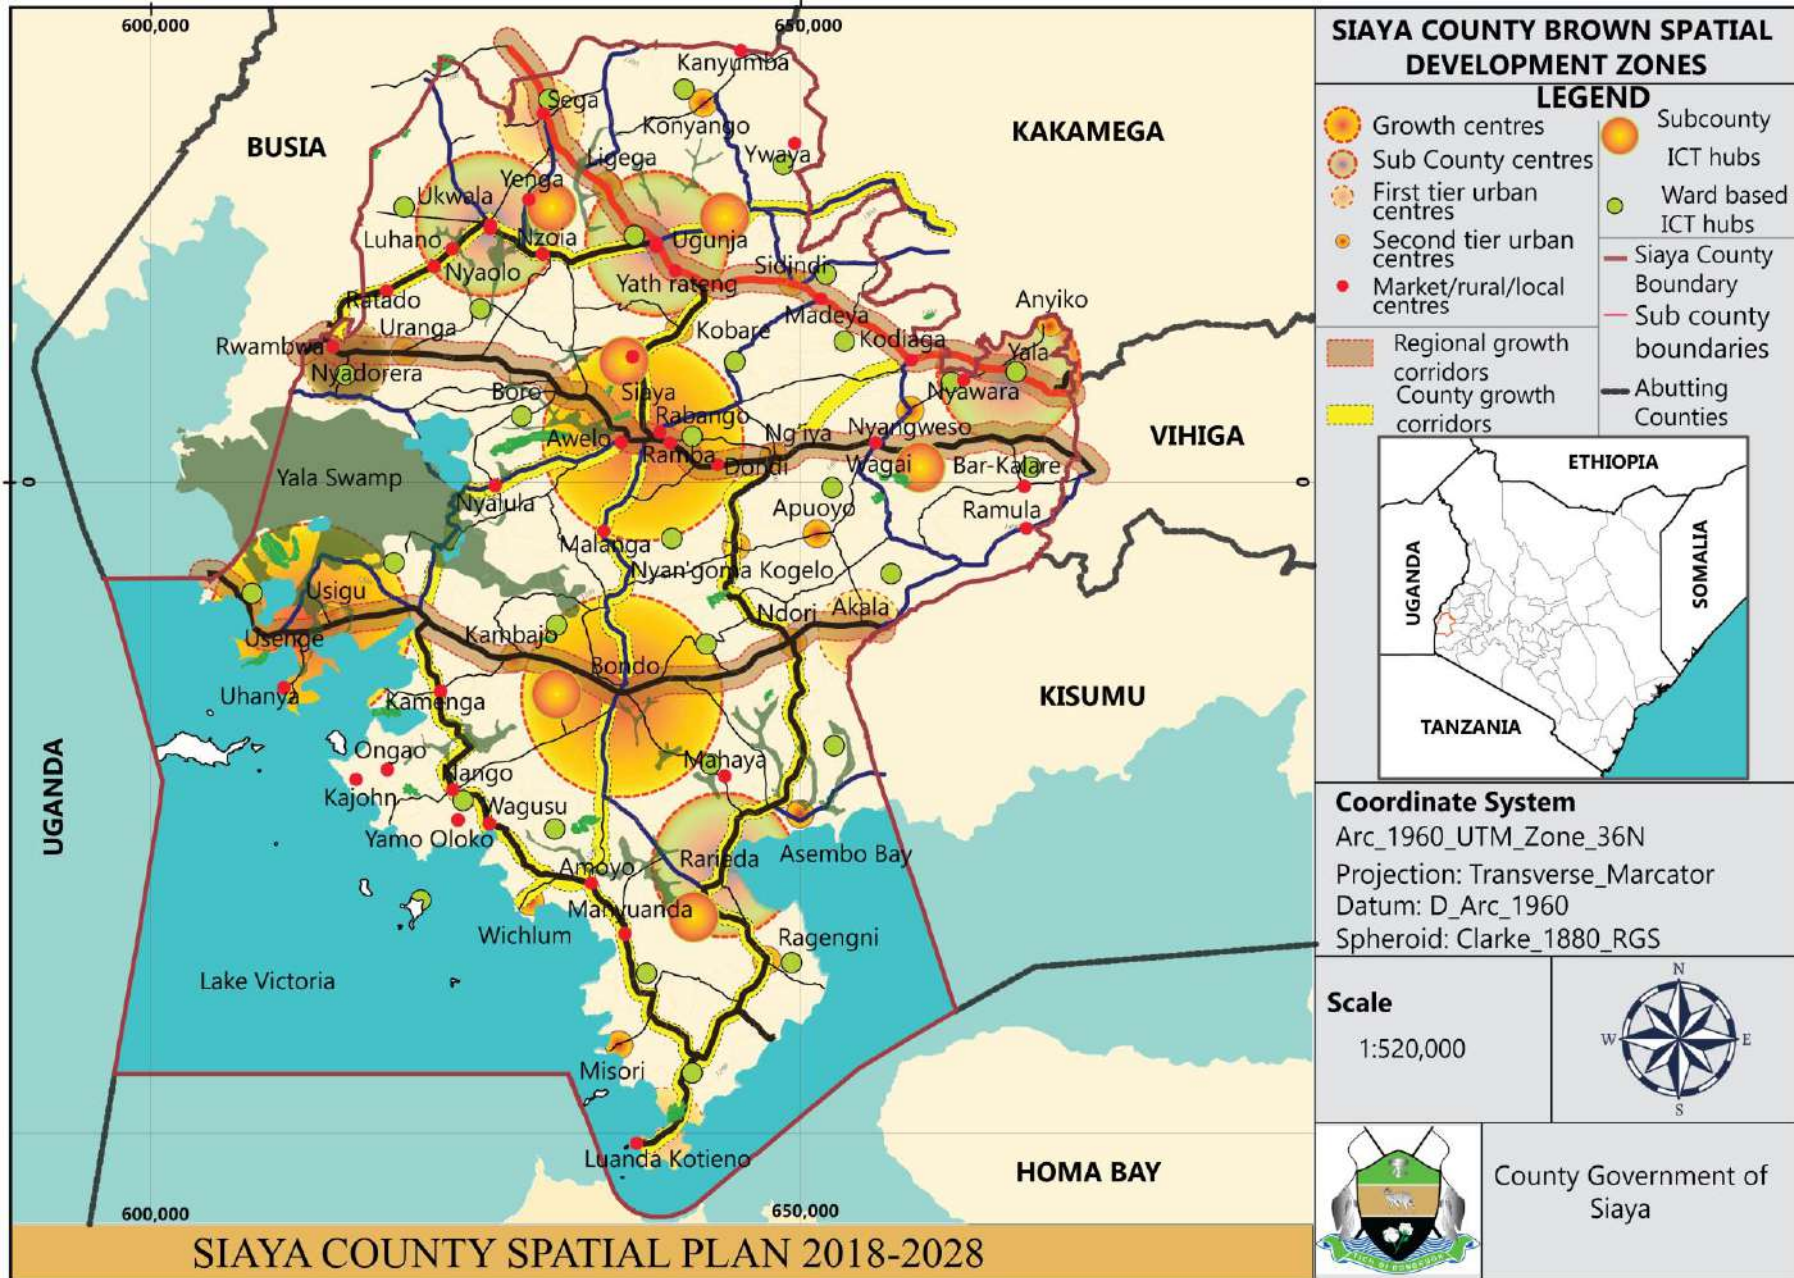 600,000
650,000
Kanyumba
Sega
Konyango
BUSIA
KAKAMEGA
Ligega
Ywaya
Yenga
Ukwala
Luhano
Nzoia
Ugunja
Nyaolo
Sidindi
Yath rateng
Ratado
Anyiko
Madeya
Uranga
Kobare
Kodiaga
Rwambwa
Yala
Nyadorera
Boro
Siaya
Nyawara
Rabango
Awelo
Ng'iya
Nyangweso
VIHIGA
Ramba
Dondi
Wagai
Bar-Kalare
Yala Swamp
0
0
Nyalula
Apuoyo
Ramula
Malanga
Nyan'goma Kogelo
Usigu
Ndori
Akala
Usenge
Kambajo
Bondo
Uhanya
Kamenga
KISUMU
UGANDA
Ongao
Nango
Mahaya
Kajohn
Wagusu
Yamo Oloko
Amoyo
Rarieda
Asembo Bay
Manyuanda
Wichlum
Ragengni
Lake Victoria
Misori
Luanda Kotieno
HOMA BAY
600,000
650,000
SIAYA COUNTY SPATIAL PLAN 2018-2028
SIAYA COUNTY BROWN SPATIAL
DEVELOPMENT ZONES
LEGEND
Growth centres
Sub County centres
First tier urban
centres
Second tier urban
centres
Market/rural/local
centres
Regional growth
corridors
County growth
corridors
Subcounty
ICT hubs
Ward based
ICT hubs
Siaya County
Boundary
Sub county
boundaries
Abutting
Counties
ETHIOPIA
UGANDA
SOMALIA
TANZANIA
Coordinate System
Arc_1960_UTM_Zone_36N
Projection: Transverse_Marcator
Datum: D_Arc_1960
Spheroid: Clarke_1880_RGS
Scale
1:520,000
N
W
E
S
County Government of
Siaya